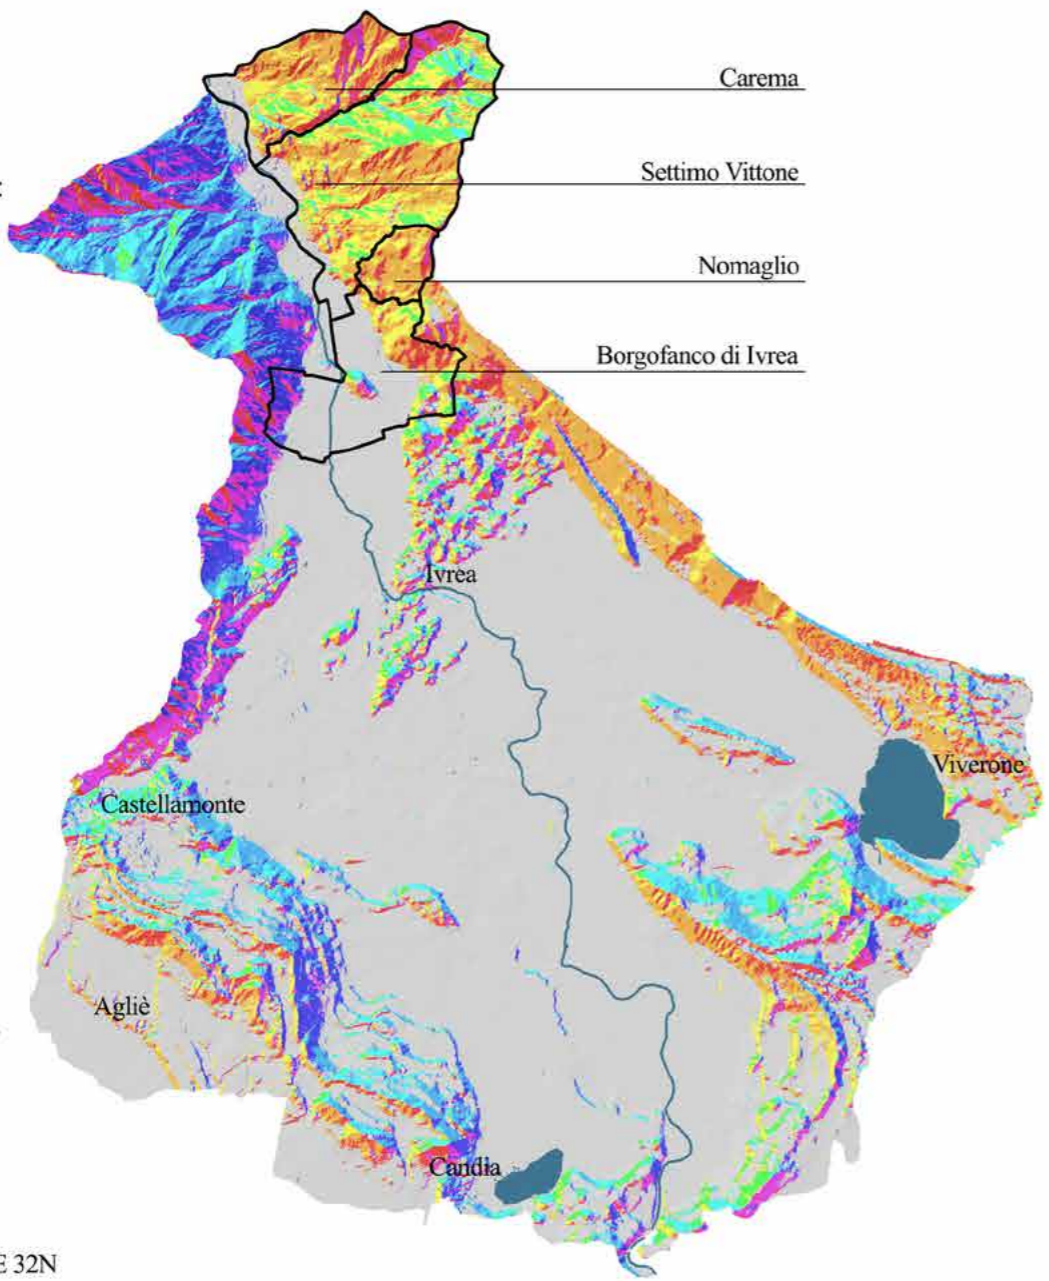 Carema
Settimo Vittone
Nomaglio
Borgofanco di Ivrea
Ivrea
Viverone
Castellamonte
Agliè
Candia
E 32N